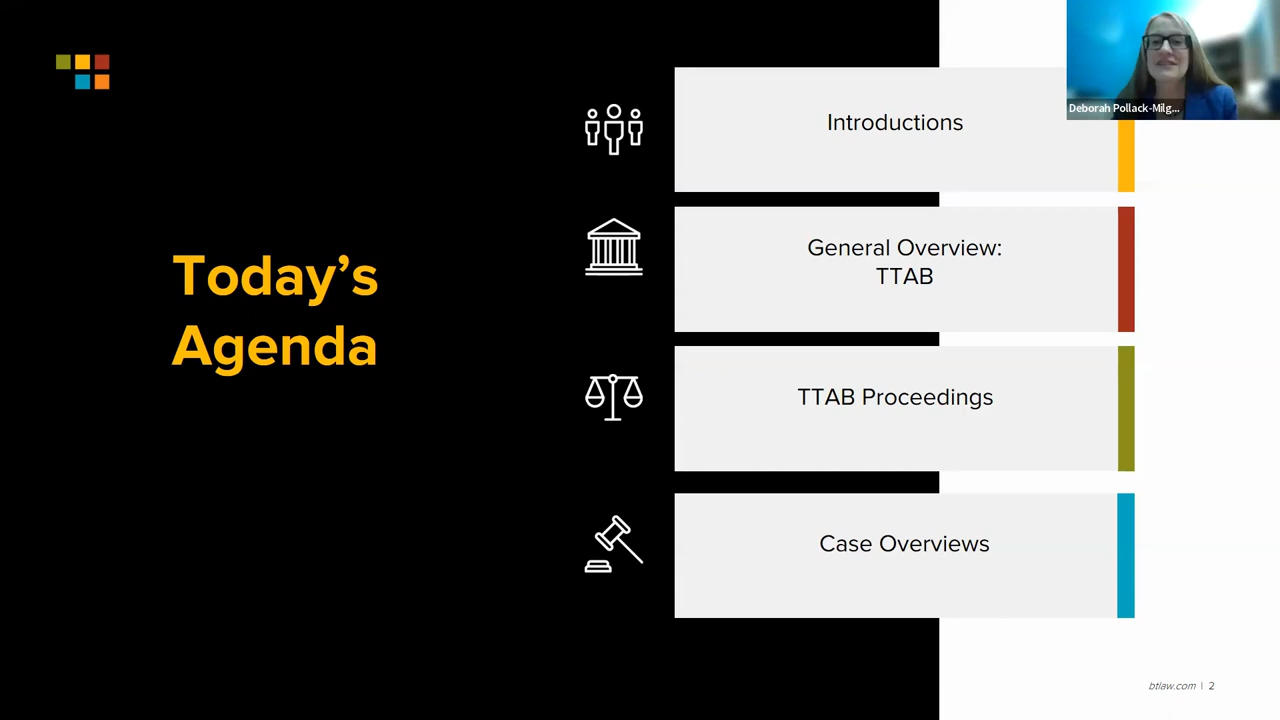 Today’s
Agenda
Introductions
General Overview:
TTAB
TTAB Proceedings
Case Overviews
Deborah Pollack-Milg...
btlaw.com | 2